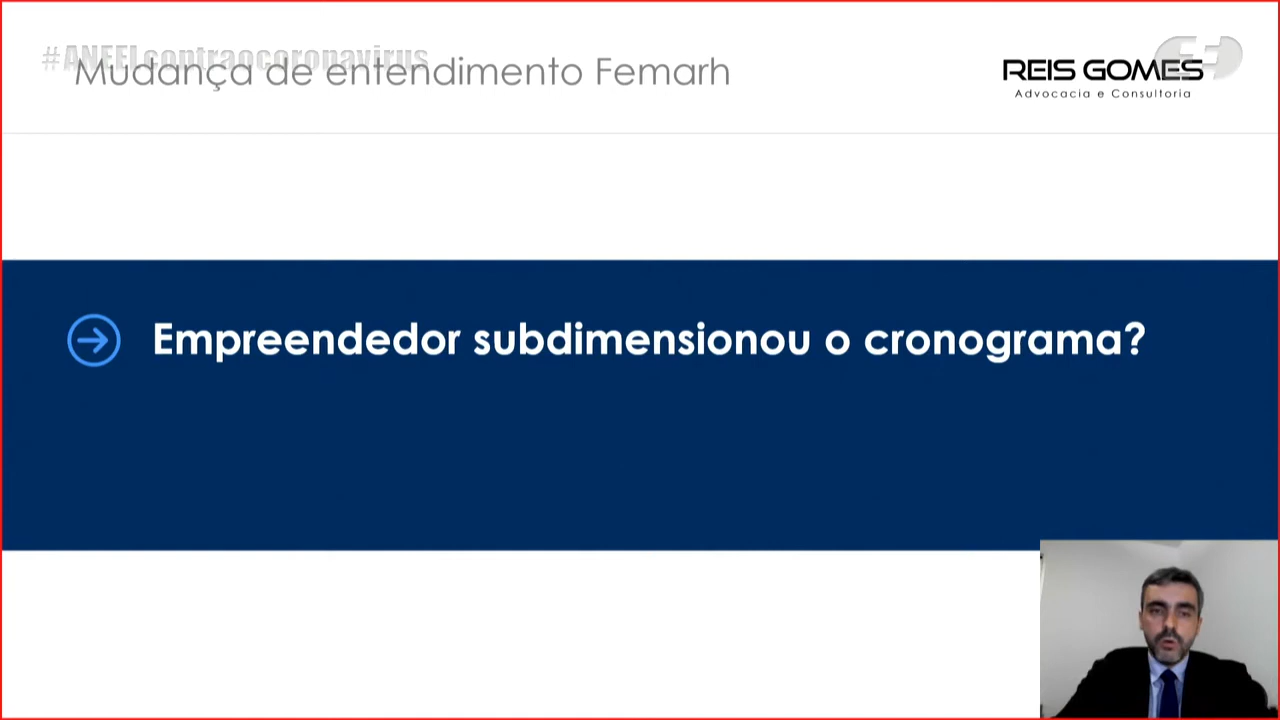 #ANEELcontraocoronavirus
Mudança de entendimento Femarh
REIS GOMES
Advocacia e Consultoria
Empreendedor subdimensionou o cronograma?